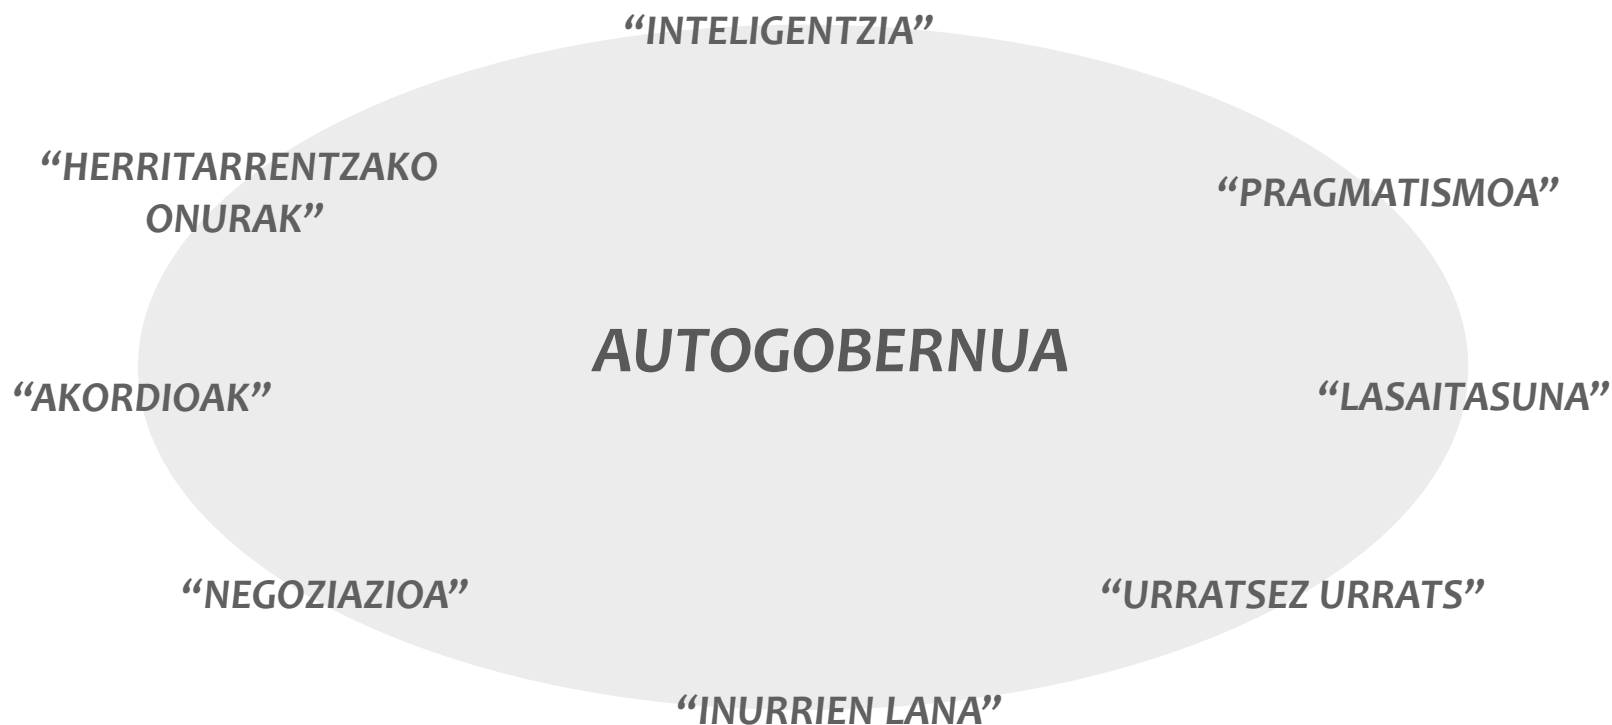 “INTELIGENTZIA”
“HERRITARRENTZAKO
ONURAK”
“PRAGMATISMOA”
AUTOGOBERNUA
“AKORDIOAK”
“LASAITASUNA”
“NEGOZIAZIOA”
“URRATSEZ URRATS”
“INURRIEN LANA”